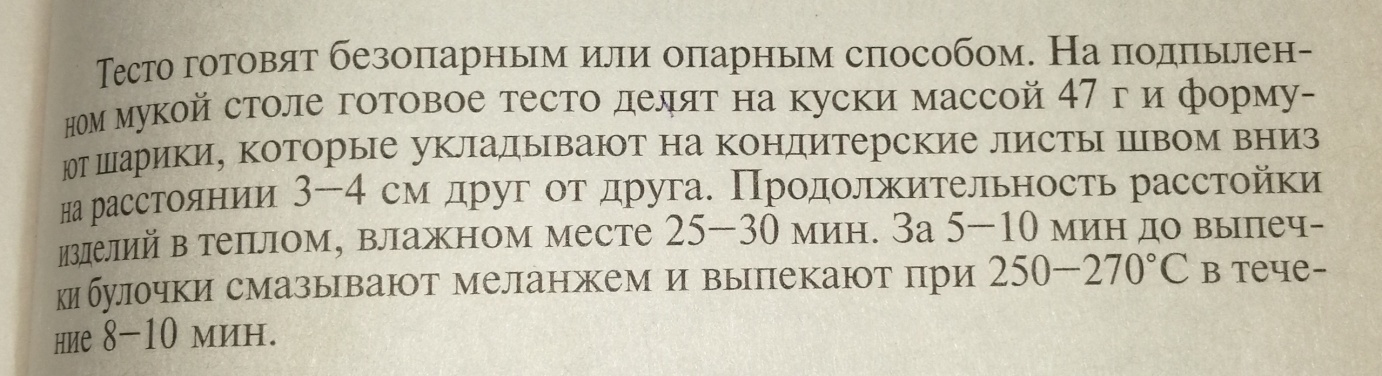 Тесто готовят безопарным или опарным способом. На подпылен-
ном мукой столе готовое тесто делят на куски массой 47 г и форму-
ют шарики, которые укладывают на кондитерские листы швом вниз
на расстоянии 3—4 см друг от друга. Продолжительность расстойки
изделий в теплом, влажном месте 25—30 мин. За 5—10 мин до выпеч-
ки булочки смазывают меланжем и выпекают при 250—270°С в тече-
ние 8—10 мин.